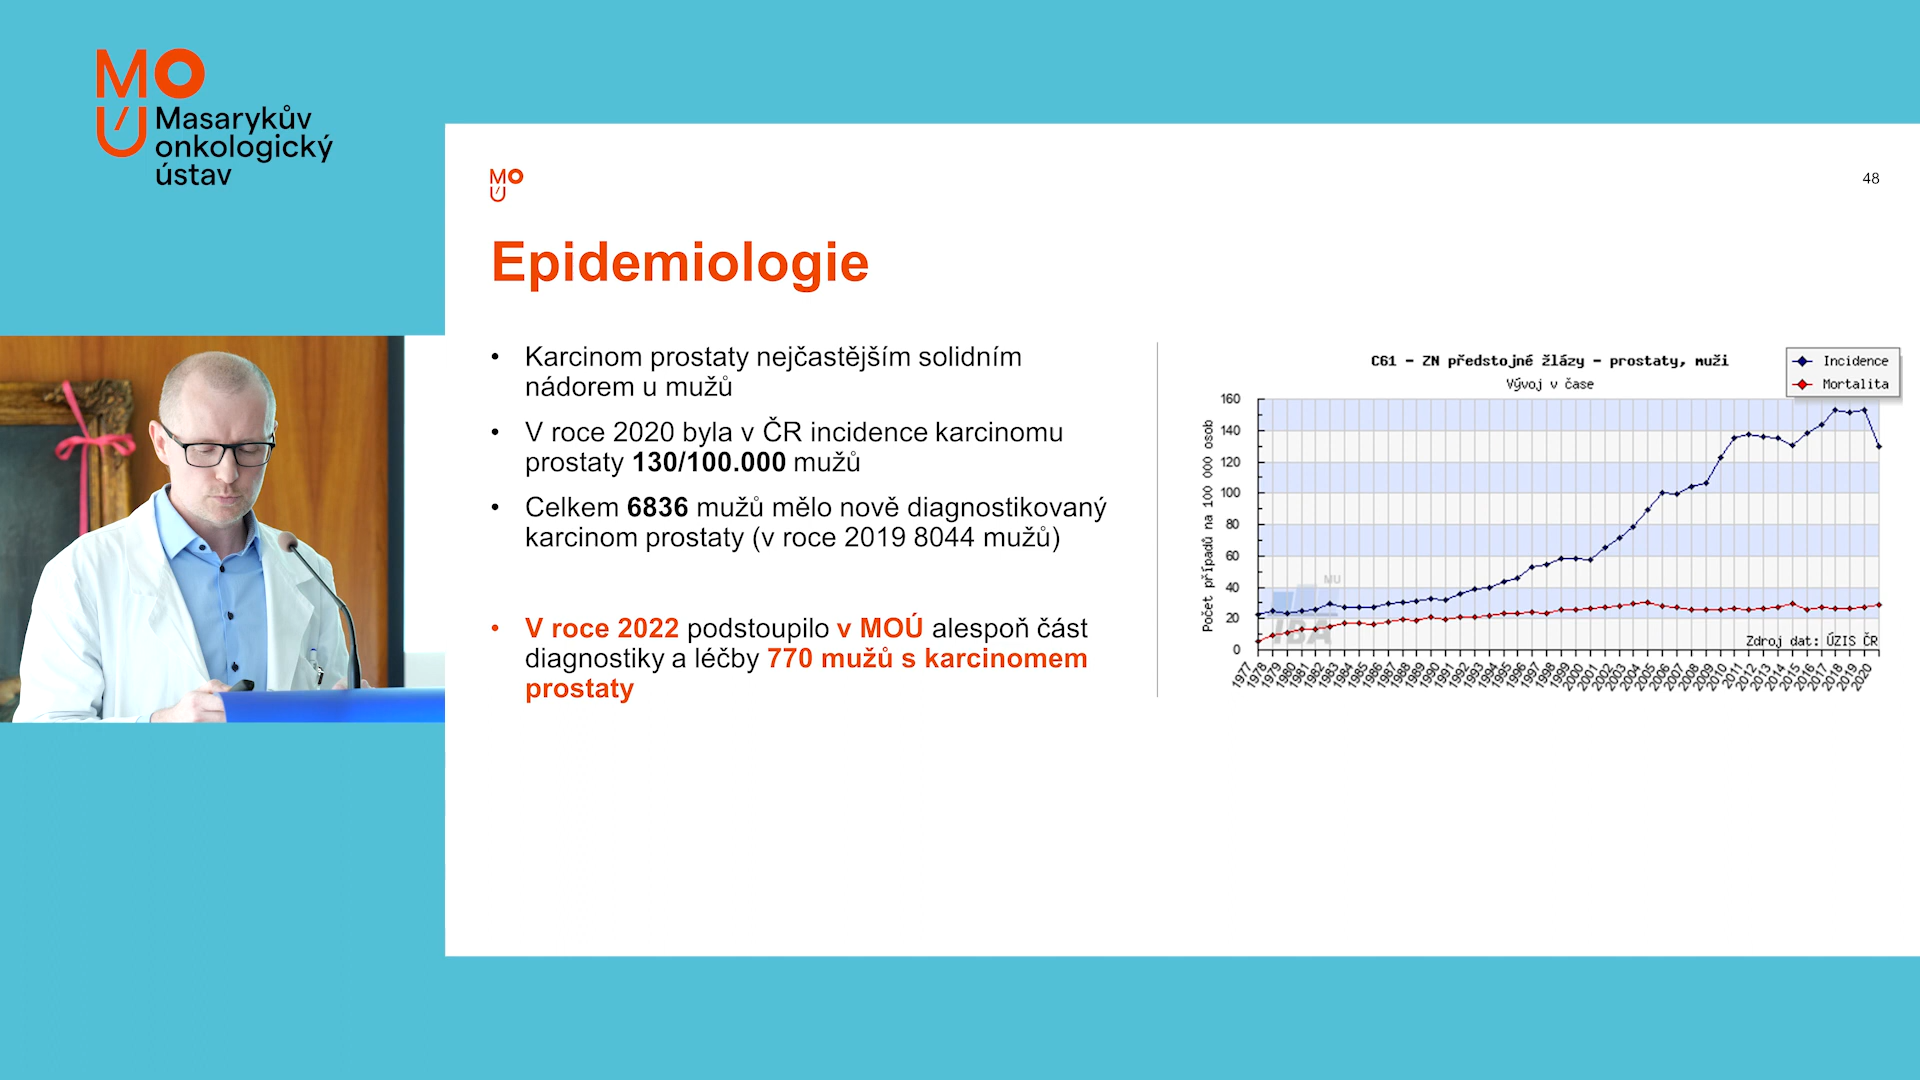 MOÚ
Masarykův
onkologický
ústav
MOÚ
48
Epidemiologie
• Karcinom prostaty nejčastějším solidním
nádorem u mužů
• V roce 2020 byla v ČR incidence karcinomu
prostaty 130/100.000 mužů
• Celkem 6836 mužů mělo nově diagnostikovaný
karcinom prostaty (v roce 2019 8044 mužů)
• V roce 2022 podstoupilo v MOÚ alespoň část
diagnostiky a léčby 770 mužů s karcinomem
prostaty
C61 - ZN předstojné žlázy - prostaty, muži
Vývoj v čase
Incidence
Mortalita
Počet případů na 100 000 osob
160
140
120
100
80
60
40
20
0
MU
IBA
Zdroj dat: ÚZIS ČR
1977 1978 1979 1980 1981 1982 1983 1984 1985 1986 1987 1988 1989 1990 1991 1992 1993 1994 1995 1996 1997 1998 1999 2000 2001 2002 2003 2004 2005 2006 2007 2008 2009 2010 2011 2012 2013 2014 2015 2016 2017 2018 2019 2020